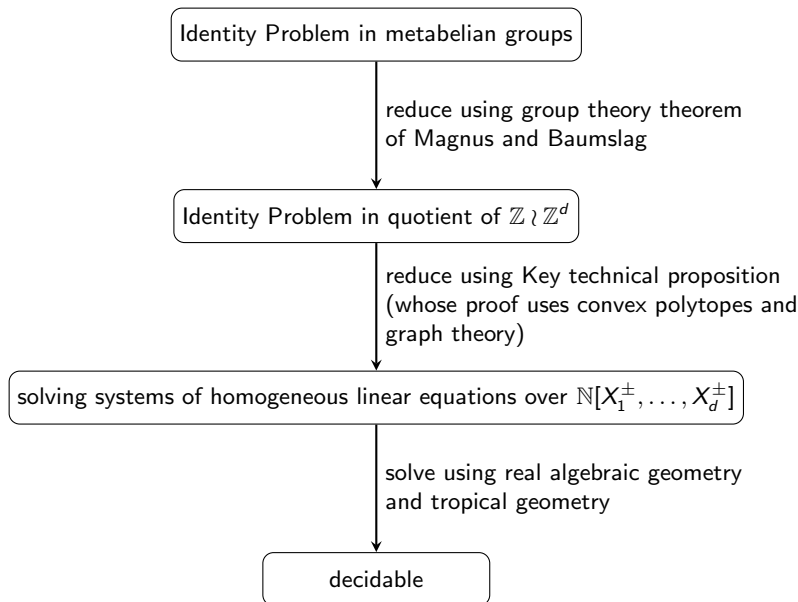 Identity Problem in metabelian groups
reduce using group theory theorem
of Magnus and Baumslag
Identity Problem in quotient of ℤ ≀ ℤᵈ
reduce using Key technical proposition
(whose proof uses convex polytopes and
graph theory)
solving systems of homogeneous linear equations over ℕ[X₁^±, . . . , X_d^±]
solve using real algebraic geometry
and tropical geometry
decidable